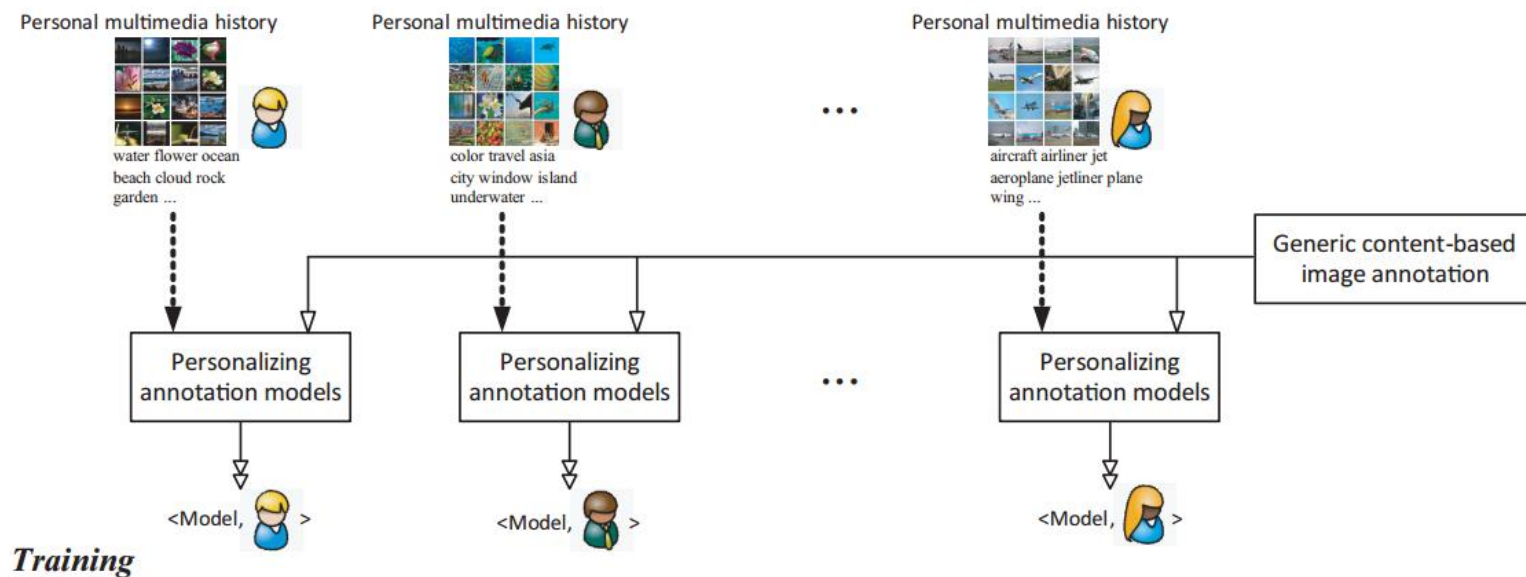 Personal multimedia history
Personal multimedia history
Personal multimedia history
...
water flower ocean
beach cloud rock
garden ...
color travel asia
city window island
underwater ...
aircraft airliner jet
aeroplane jetliner plane
wing ...
Generic content-based
image annotation
Personalizing
annotation models
Personalizing
annotation models
...
Personalizing
annotation models
<Model, >
<Model, >
<Model, >
Training